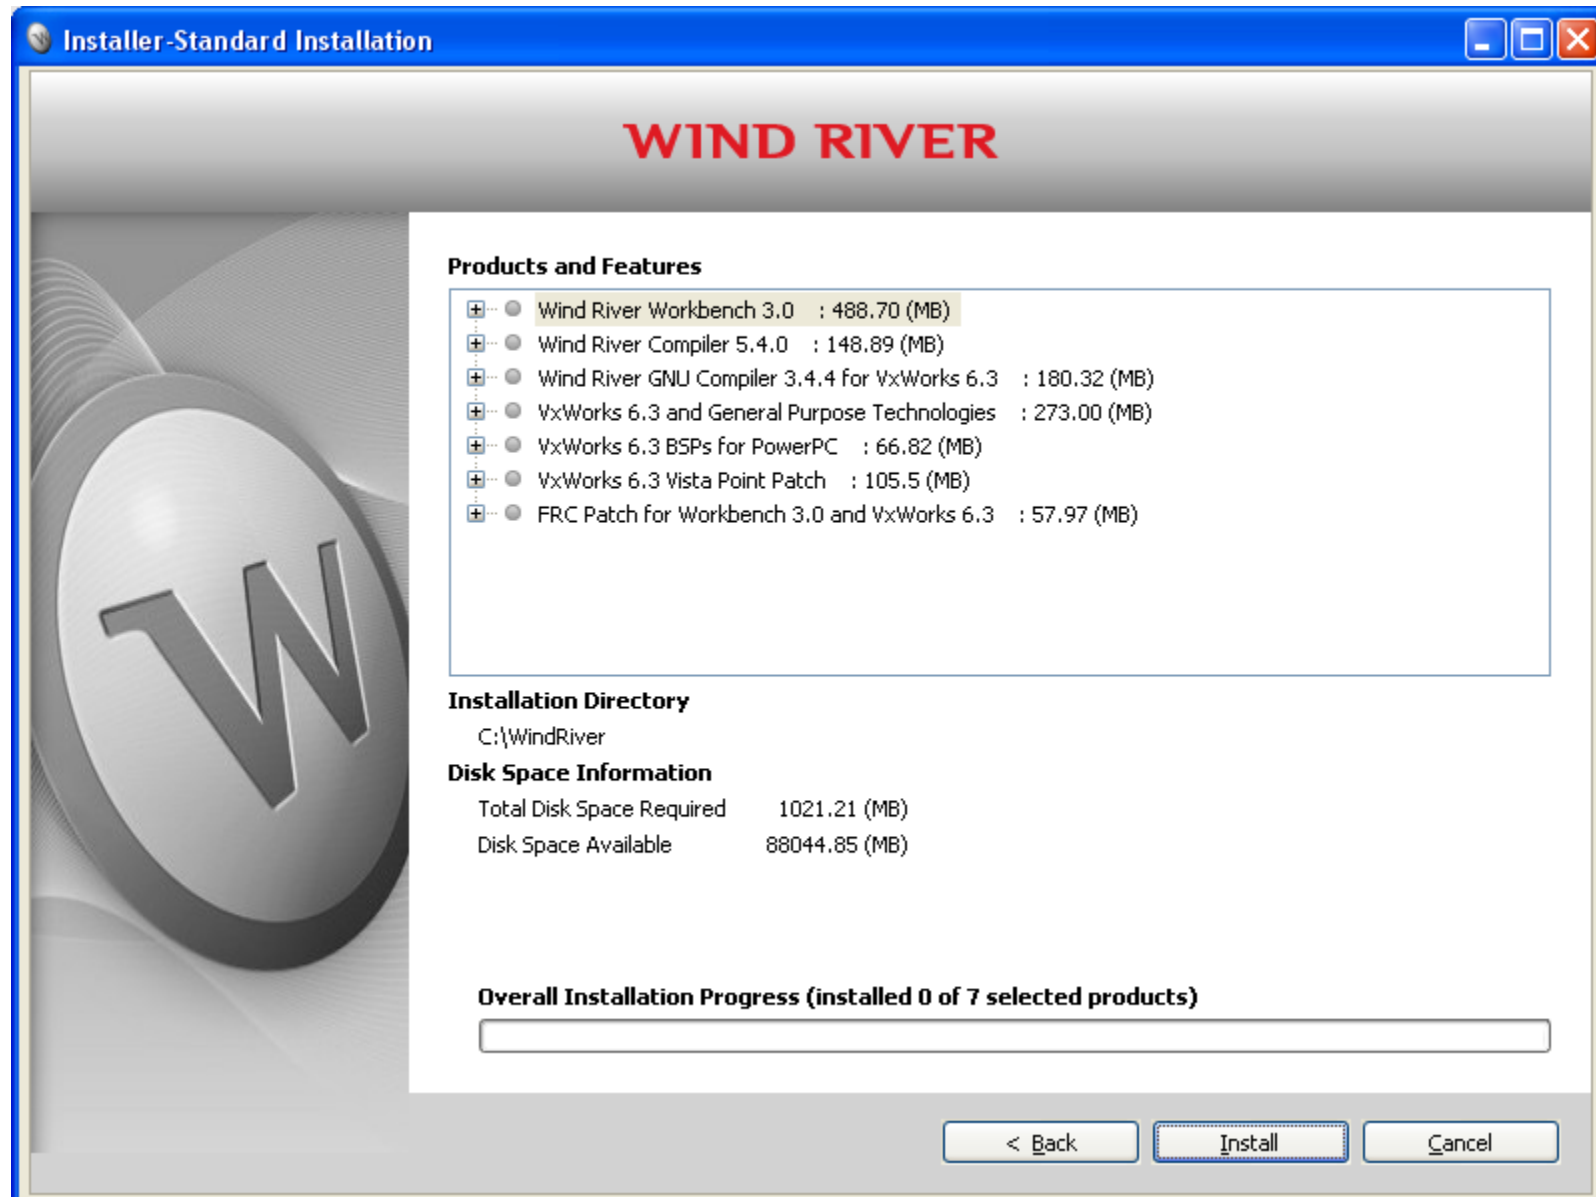 Installer-Standard Installation
WIND RIVER
Products and Features
Wind River Workbench 3.0 : 488.70 (MB)
Wind River Compiler 5.4.0 : 148.89 (MB)
Wind River GNU Compiler 3.4.4 for VxWorks 6.3 : 180.32 (MB)
VxWorks 6.3 and General Purpose Technologies : 273.00 (MB)
VxWorks 6.3 BSPs for PowerPC : 66.82 (MB)
VxWorks 6.3 Vista Point Patch : 105.5 (MB)
FRC Patch for Workbench 3.0 and VxWorks 6.3 : 57.97 (MB)
Installation Directory
C:\WindRiver
Disk Space Information
Total Disk Space Required 1021.21 (MB)
Disk Space Available 88044.85 (MB)
Overall Installation Progress (installed 0 of 7 selected products)
< Back Install Cancel